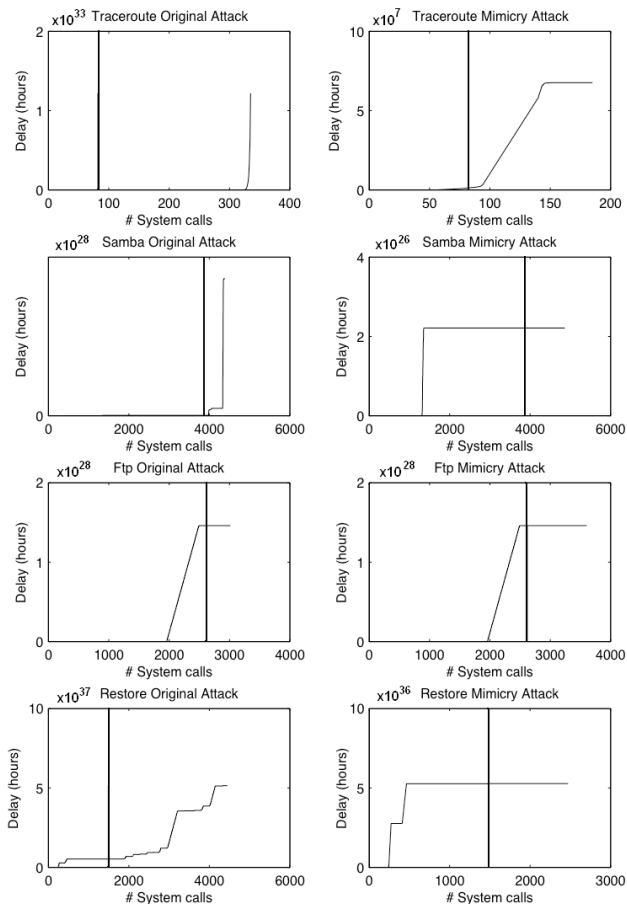 x10^33 Traceroute Original Attack
2
1
0
Delay (hours)
0 100 200 300 400
# System calls
x10^7 Traceroute Mimicry Attack
10
5
0
Delay (hours)
0 50 100 150 200
# System calls
x10^28 Samba Original Attack
0
Delay (hours)
0 2000 4000 6000
# System calls
x10^26 Samba Mimicry Attack
4
2
0
Delay (hours)
0 2000 4000 6000
# System calls
x10^28 Ftp Original Attack
2
1
0
Delay (hours)
0 1000 2000 3000 4000
# System calls
x10^28 Ftp Mimicry Attack
2
1
0
Delay (hours)
0 1000 2000 3000 4000
# System calls
x10^37 Restore Original Attack
10
5
0
Delay (hours)
0 2000 4000 6000
# System calls
x10^36 Restore Mimicry Attack
10
5
0
Delay (hours)
0 1000 2000 3000
# System calls